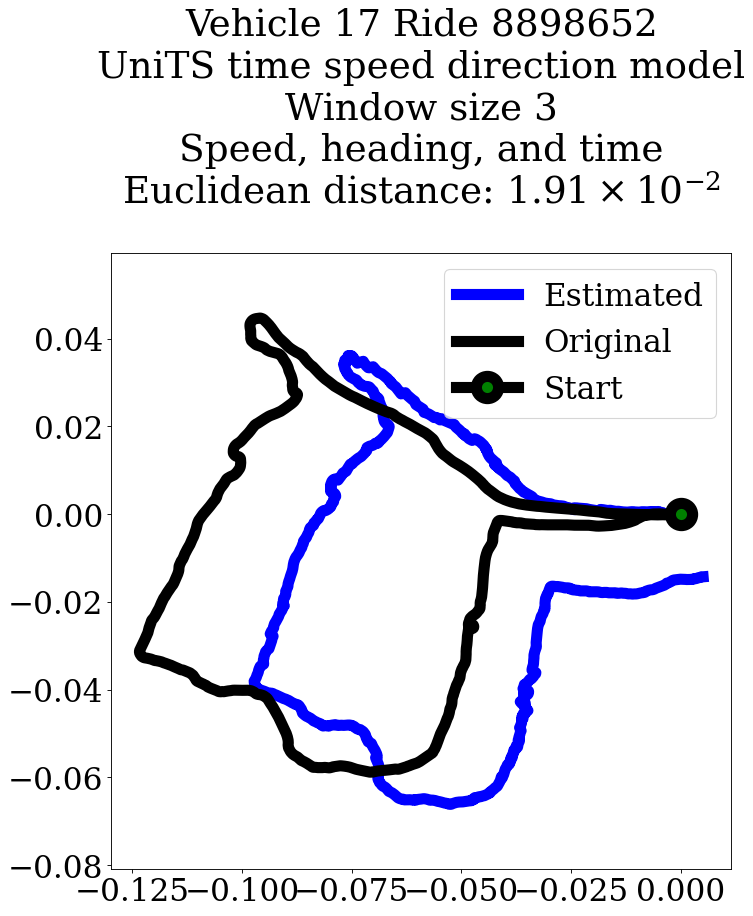 Vehicle 17 Ride 8898652
UniTS time speed direction model
Window size 3
Speed, heading, and time
Euclidean distance: 1.91 × 10⁻²
Estimated
Original
Start
0.04
0.02
0.00
−0.02
−0.04
−0.06
−0.08
−0.125 −0.100 −0.075 −0.050 −0.025 0.000